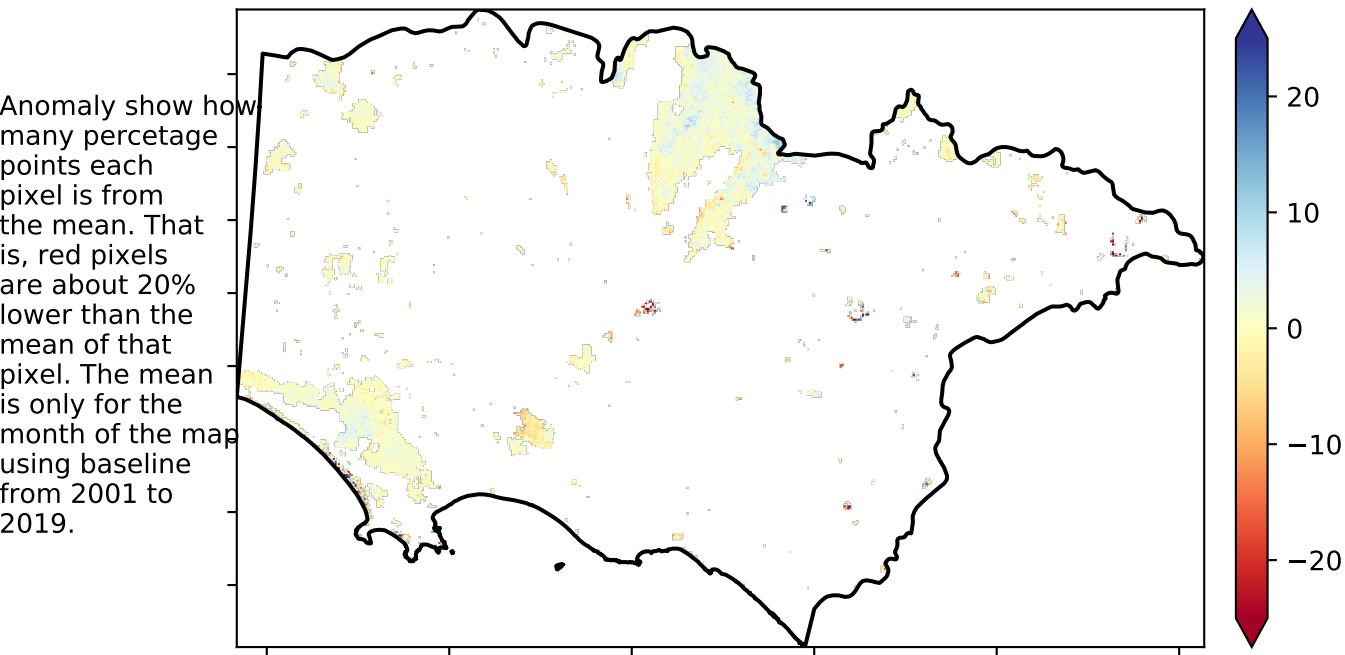 Anomaly show how
many percetage
points each
pixel is from
the mean. That
is, red pixels
are about 20%
lower than the
mean of that
pixel. The mean
is only for the
month of the map
using baseline
from 2001 to
2019.
20
10
0
−10
−20